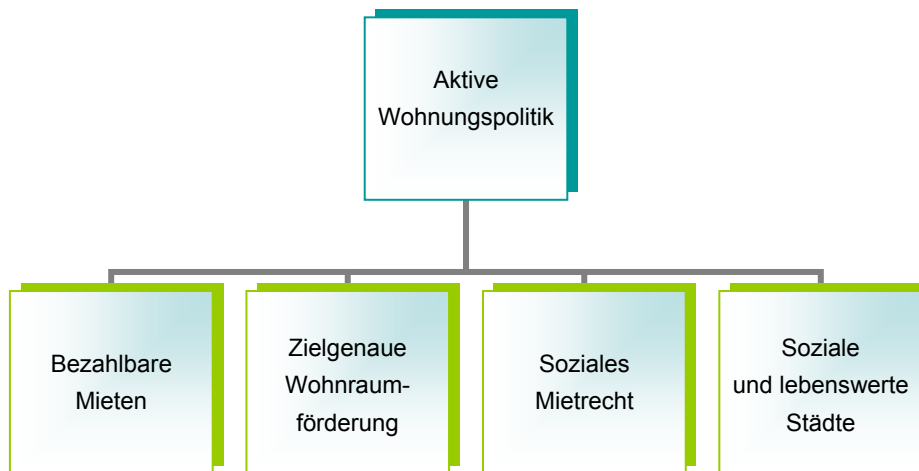 Aktive
Wohnungspolitik
Bezahlbare
Mieten
Zielgenaue
Wohnraum-
förderung
Soziales
Mietrecht
Soziale
und lebenswerte
Städte